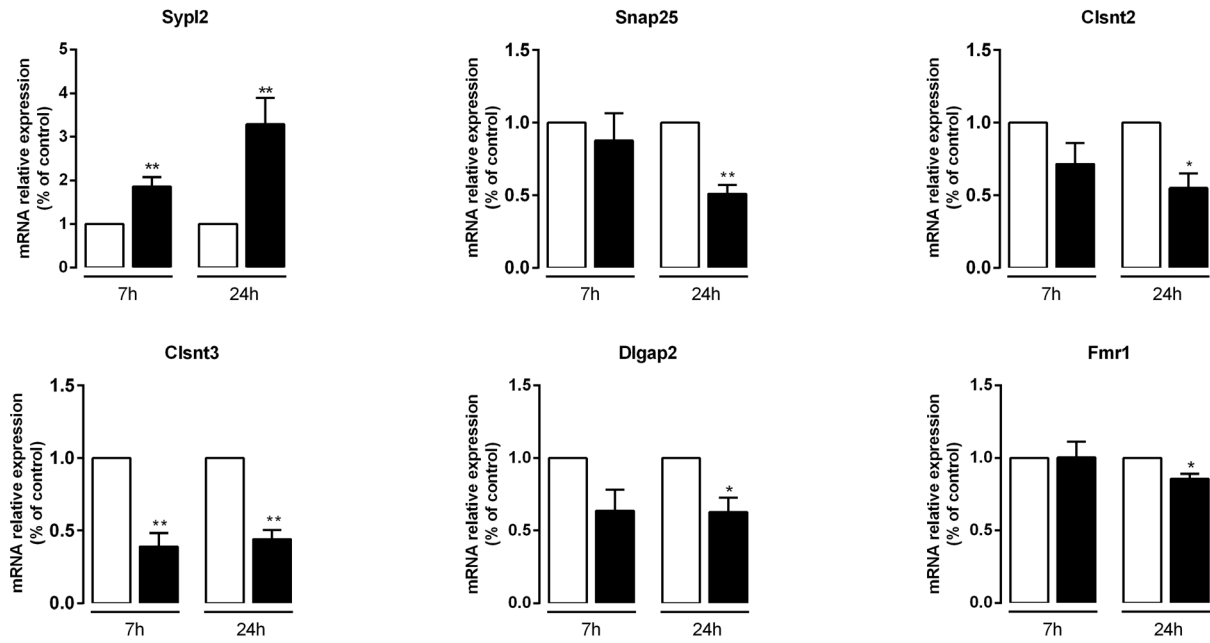 Sypl2
mRNA relative expression
(% of control)
5
4
3
2
1
0
**
**
7h
24h
Snap25
mRNA relative expression
(% of control)
1.5
1.0
0.5
0.0
**
7h
24h
Clsnt2
mRNA relative expression
(% of control)
1.5
1.0
0.5
0.0
*
7h
24h
Clsnt3
mRNA relative expression
(% of control)
1.5
1.0
0.5
0.0
**
**
7h
24h
Dlgap2
mRNA relative expression
(% of control)
1.5
1.0
0.5
0.0
*
7h
24h
Fmr1
mRNA relative expression
(% of control)
1.5
1.0
0.5
0.0
*
7h
24h